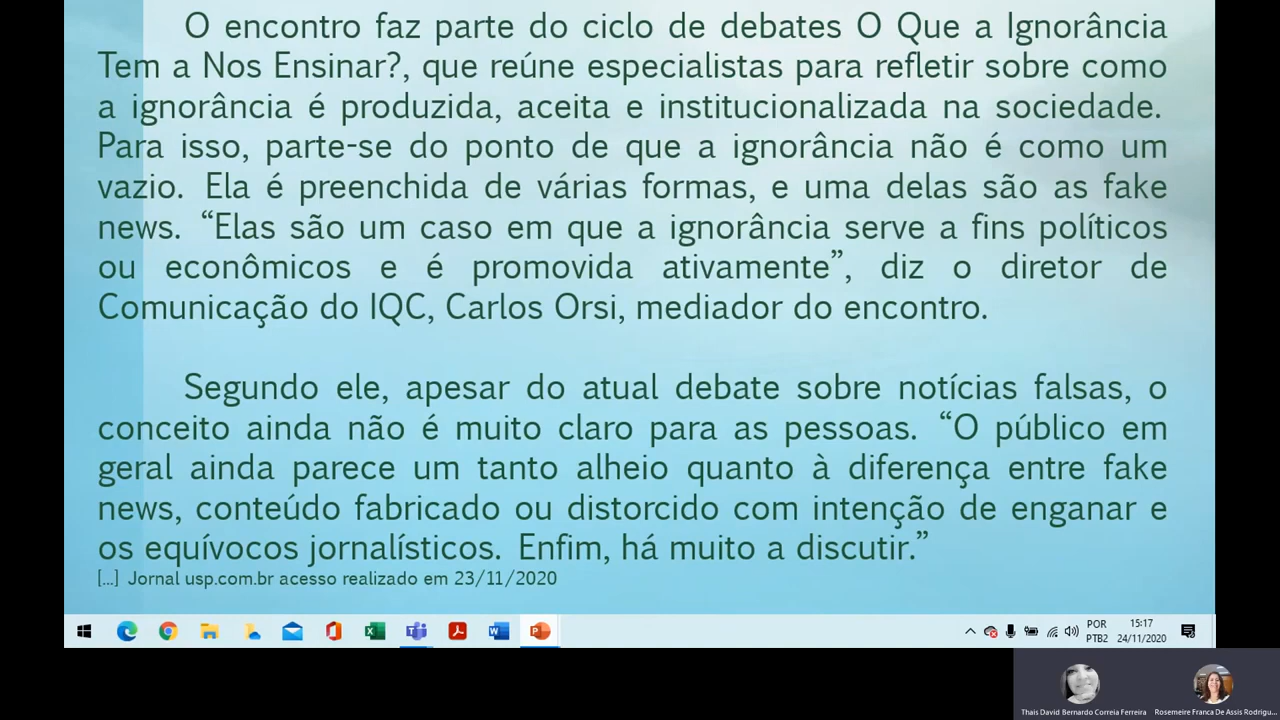 O encontro faz parte do ciclo de debates O Que a Ignorância
Tem a Nos Ensinar?, que reúne especialistas para refletir sobre como
a ignorância é produzida, aceita e institucionalizada na sociedade.
Para isso, parte-se do ponto de que a ignorância não é como um
vazio. Ela é preenchida de várias formas, e uma delas são as fake
news. “Elas são um caso em que a ignorância serve a fins políticos
ou econômicos e é promovida ativamente”, diz o diretor de
Comunicação do IQC, Carlos Orsi, mediador do encontro.
Segundo ele, apesar do atual debate sobre notícias falsas, o
conceito ainda não é muito claro para as pessoas. “O público em
geral ainda parece um tanto alheio quanto à diferença entre fake
news, conteúdo fabricado ou distorcido com intenção de enganar e
os equívocos jornalísticos. Enfim, há muito a discutir.”
[...] Jornal usp.com.br acesso realizado em 23/11/2020
POR 15:17
PTB2 24/11/2020
Thais David Bernardo Correia Ferreira Rosemeire Franca De Assis Rodrigu...